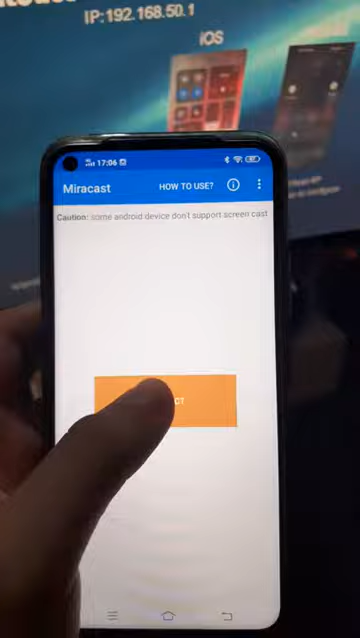 IP:192.168.50.1
iOS
17:06
Miracast
HOW TO USE?
Caution: some android device don't support screen cast